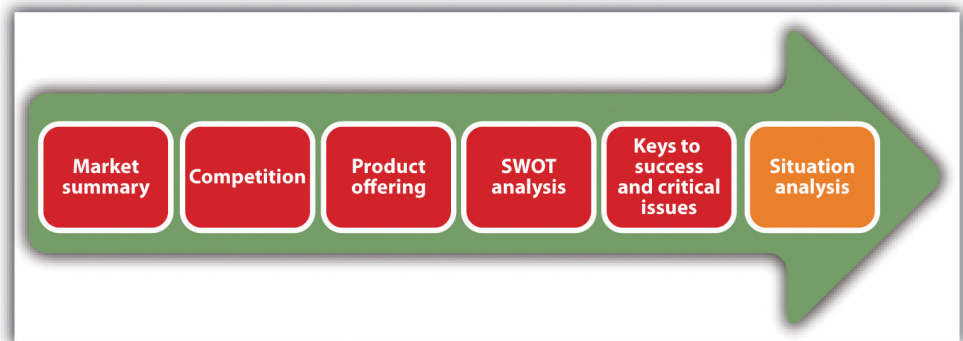 Market
summary
Competition
Product
offering
SWOT
analysis
Keys to
success
and critical
issues
Situation
analysis